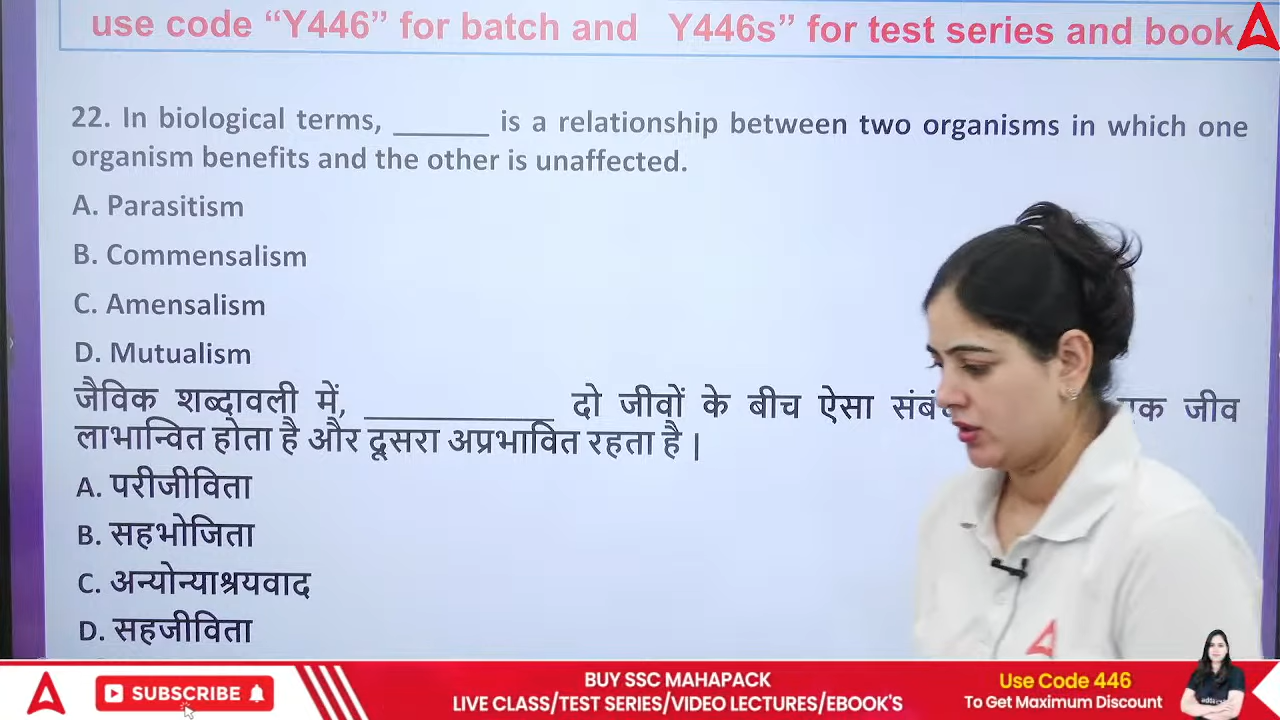 use code “Y446” for batch and Y446s” for test series and book
22. In biological terms, ______ is a relationship between two organisms in which one
organism benefits and the other is unaffected.
A. Parasitism
B. Commensalism
C. Amensalism
D. Mutualism
जैविक शब्दावली में, ____________ दो जीवों के बीच ऐसा जीव
लाभान्वित होता है और दूसरा अप्रभावित रहता है |
A. परीजीविता
B. सहभोजिता
C. अन्योन्याश्रयवाद
D. सहजीविता
SUBSCRIBE
BUY SSC MAHAPACK
LIVE CLASS/TEST SERIES/VIDEO LECTURES/EBOOK'S
Use Code 446
To Get Maximum Discount